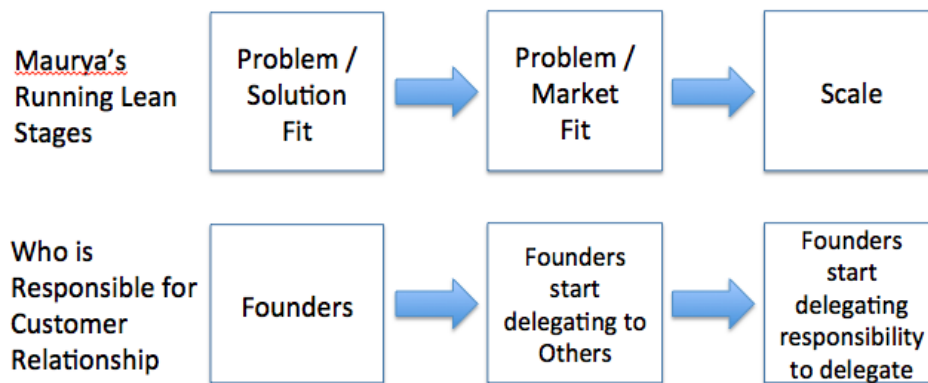 Maurya's
Running Lean
Stages
Problem /
Solution
Fit
Problem /
Market
Fit
Scale
Who is
Responsible for
Customer
Relationship
Founders
Founders
start
delegating to
Others
Founders
start
delegating
responsibility
to delegate